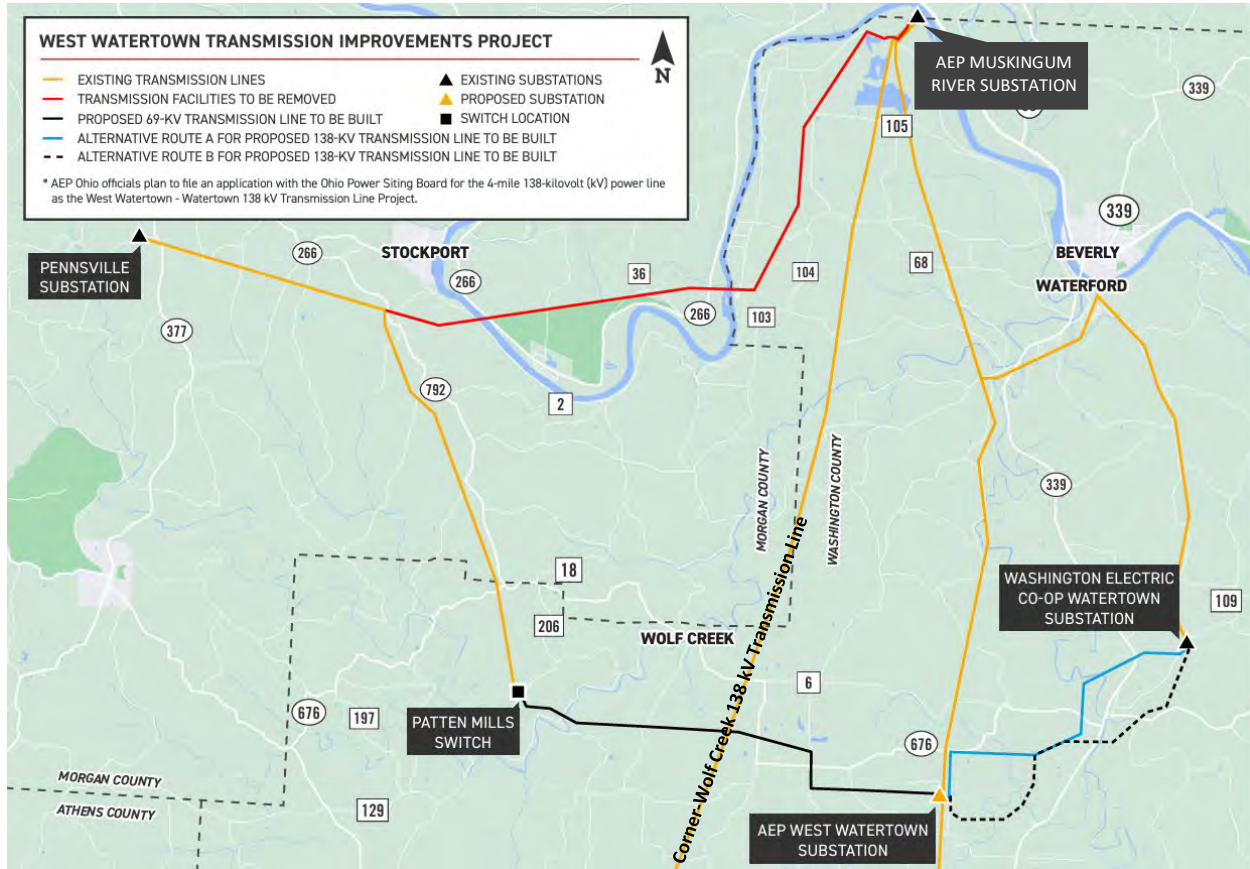 WEST WATERTOWN TRANSMISSION IMPROVEMENTS PROJECT
N
EXISTING TRANSMISSION LINES
TRANSMISSION FACILITIES TO BE REMOVED
PROPOSED 69-KV TRANSMISSION LINE TO BE BUILT
ALTERNATIVE ROUTE A FOR PROPOSED 138-KV TRANSMISSION LINE TO BE BUILT
ALTERNATIVE ROUTE B FOR PROPOSED 138-KV TRANSMISSION LINE TO BE BUILT
EXISTING SUBSTATIONS
PROPOSED SUBSTATION
SWITCH LOCATION
* AEP Ohio officials plan to file an application with the Ohio Power Siting Board for the 4-mile 138-kilovolt (kV) power line
as the West Watertown - Watertown 138 kV Transmission Line Project.
AEP MUSKINGUM
RIVER SUBSTATION
339
105
339
BEVERLY
WATERFORD
PENNSVILLE
SUBSTATION
266
STOCKPORT
266
36
104
68
266
103
377
792
2
MORGAN COUNTY
WASHINGTON COUNTY
339
Corner-Wolf Creek 138 kV Transmission Line
18
206
WOLF CREEK
WASHINGTON ELECTRIC
CO-OP WATERTOWN
SUBSTATION
109
6
PATTEN MILLS
SWITCH
676
197
676
MORGAN COUNTY
ATHENS COUNTY
129
AEP WEST WATERTOWN
SUBSTATION